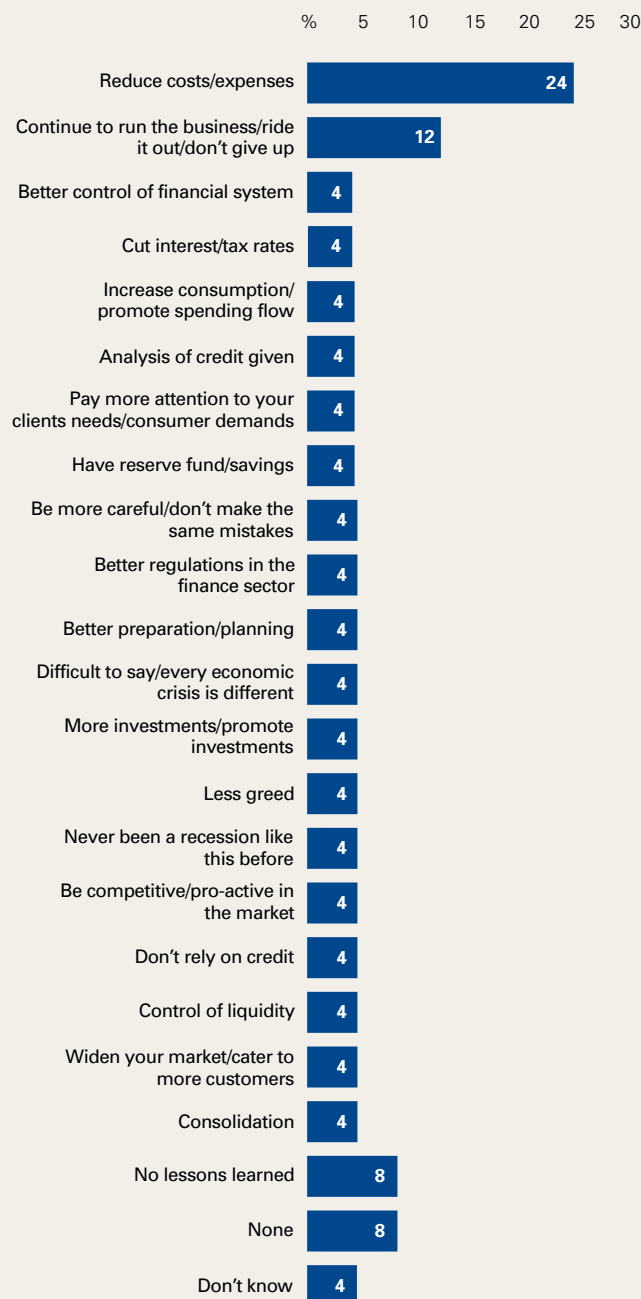 % 5 10 15 20 25 30
Reduce costs/expenses 24
Continue to run the business/ride
it out/don't give up 12
Better control of financial system 4
Cut interest/tax rates 4
Increase consumption/
promote spending flow 4
Analysis of credit given 4
Pay more attention to your
clients needs/consumer demands 4
Have reserve fund/savings 4
Be more careful/don't make the
same mistakes 4
Better regulations in the
finance sector 4
Better preparation/planning 4
Difficult to say/every economic
crisis is different 4
More investments/promote
investments 4
Less greed 4
Never been a recession like
this before 4
Be competitive/pro-active in
the market 4
Don't rely on credit 4
Control of liquidity 4
Widen your market/cater to
more customers 4
Consolidation 4
No lessons learned 8
None 8
Don't know 4